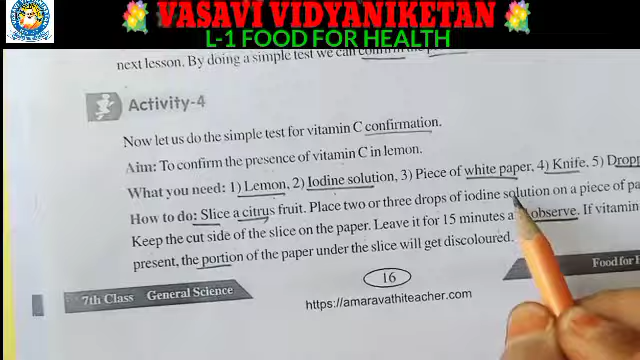 VASAVI VIDYANIKETAN
L-1 FOOD FOR HEALTH
next lesson. By doing a simple test we can confirm the
Activity-4
Now let us do the simple test for vitamin C confirmation.
Aim: To confirm the presence of vitamin C in lemon.
What you need: 1) Lemon, 2) Iodine solution, 3) Piece of white paper, 4) Knife, 5) Dropp
How to do: Slice a citrus fruit. Place two or three drops of iodine solution on a piece of pa
Keep the cut side of the slice on the paper. Leave it for 15 minutes a observe. If vitamin
present, the portion of the paper under the slice will get discoloured.
16
7th Class General Science
Food for
https://amaravathiteacher.com